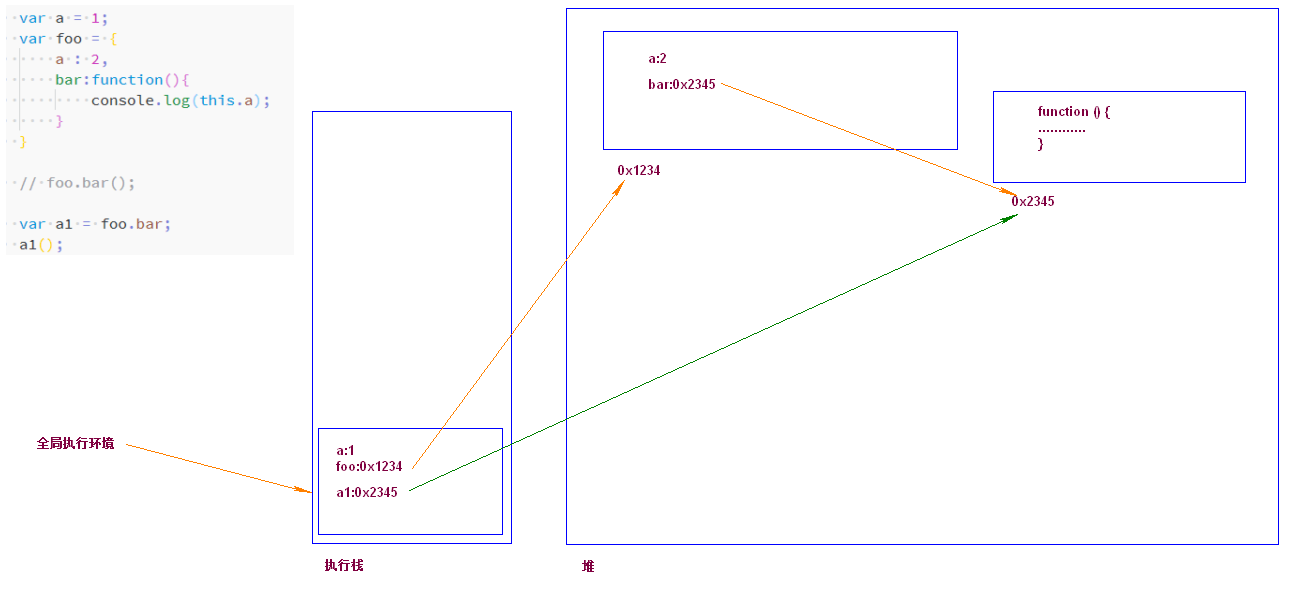 var a = 1;
var foo = {
a : 2,
bar:function(){
console.log(this.a);
}
}
// foo.bar();
var a1 = foo.bar;
a1();
a:2
bar:0x2345
function () {
............
}
0x1234
0x2345
全局执行环境
a:1
foo:0x1234
a1:0x2345
执行栈
堆